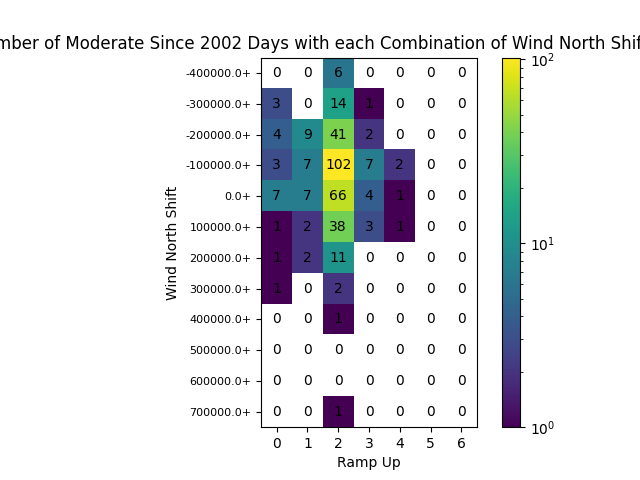 of Moderate Since 2002 Days with each Combination of Wind North
-400000.0+ 0 0 6 0 0 0 0
-300000.0+ 3 0 14 1 0 0 0
-200000.0+ 4 9 41 2 0 0 0
-100000.0+ 3 7 102 7 2 0 0
0.0+ 7 7 66 4 1 0 0
100000.0+ 1 2 38 3 1 0 0
200000.0+ 1 2 11 0 0 0 0
300000.0+ 1 0 2 0 0 0 0
400000.0+ 0 0 1 0 0 0 0
500000.0+ 0 0 0 0 0 0 0
600000.0+ 0 0 0 0 0 0 0
700000.0+ 0 0 1 0 0 0 0
0 1 2 3 4 5 6
Ramp Up
Wind North Shift
10²
10¹
10⁰